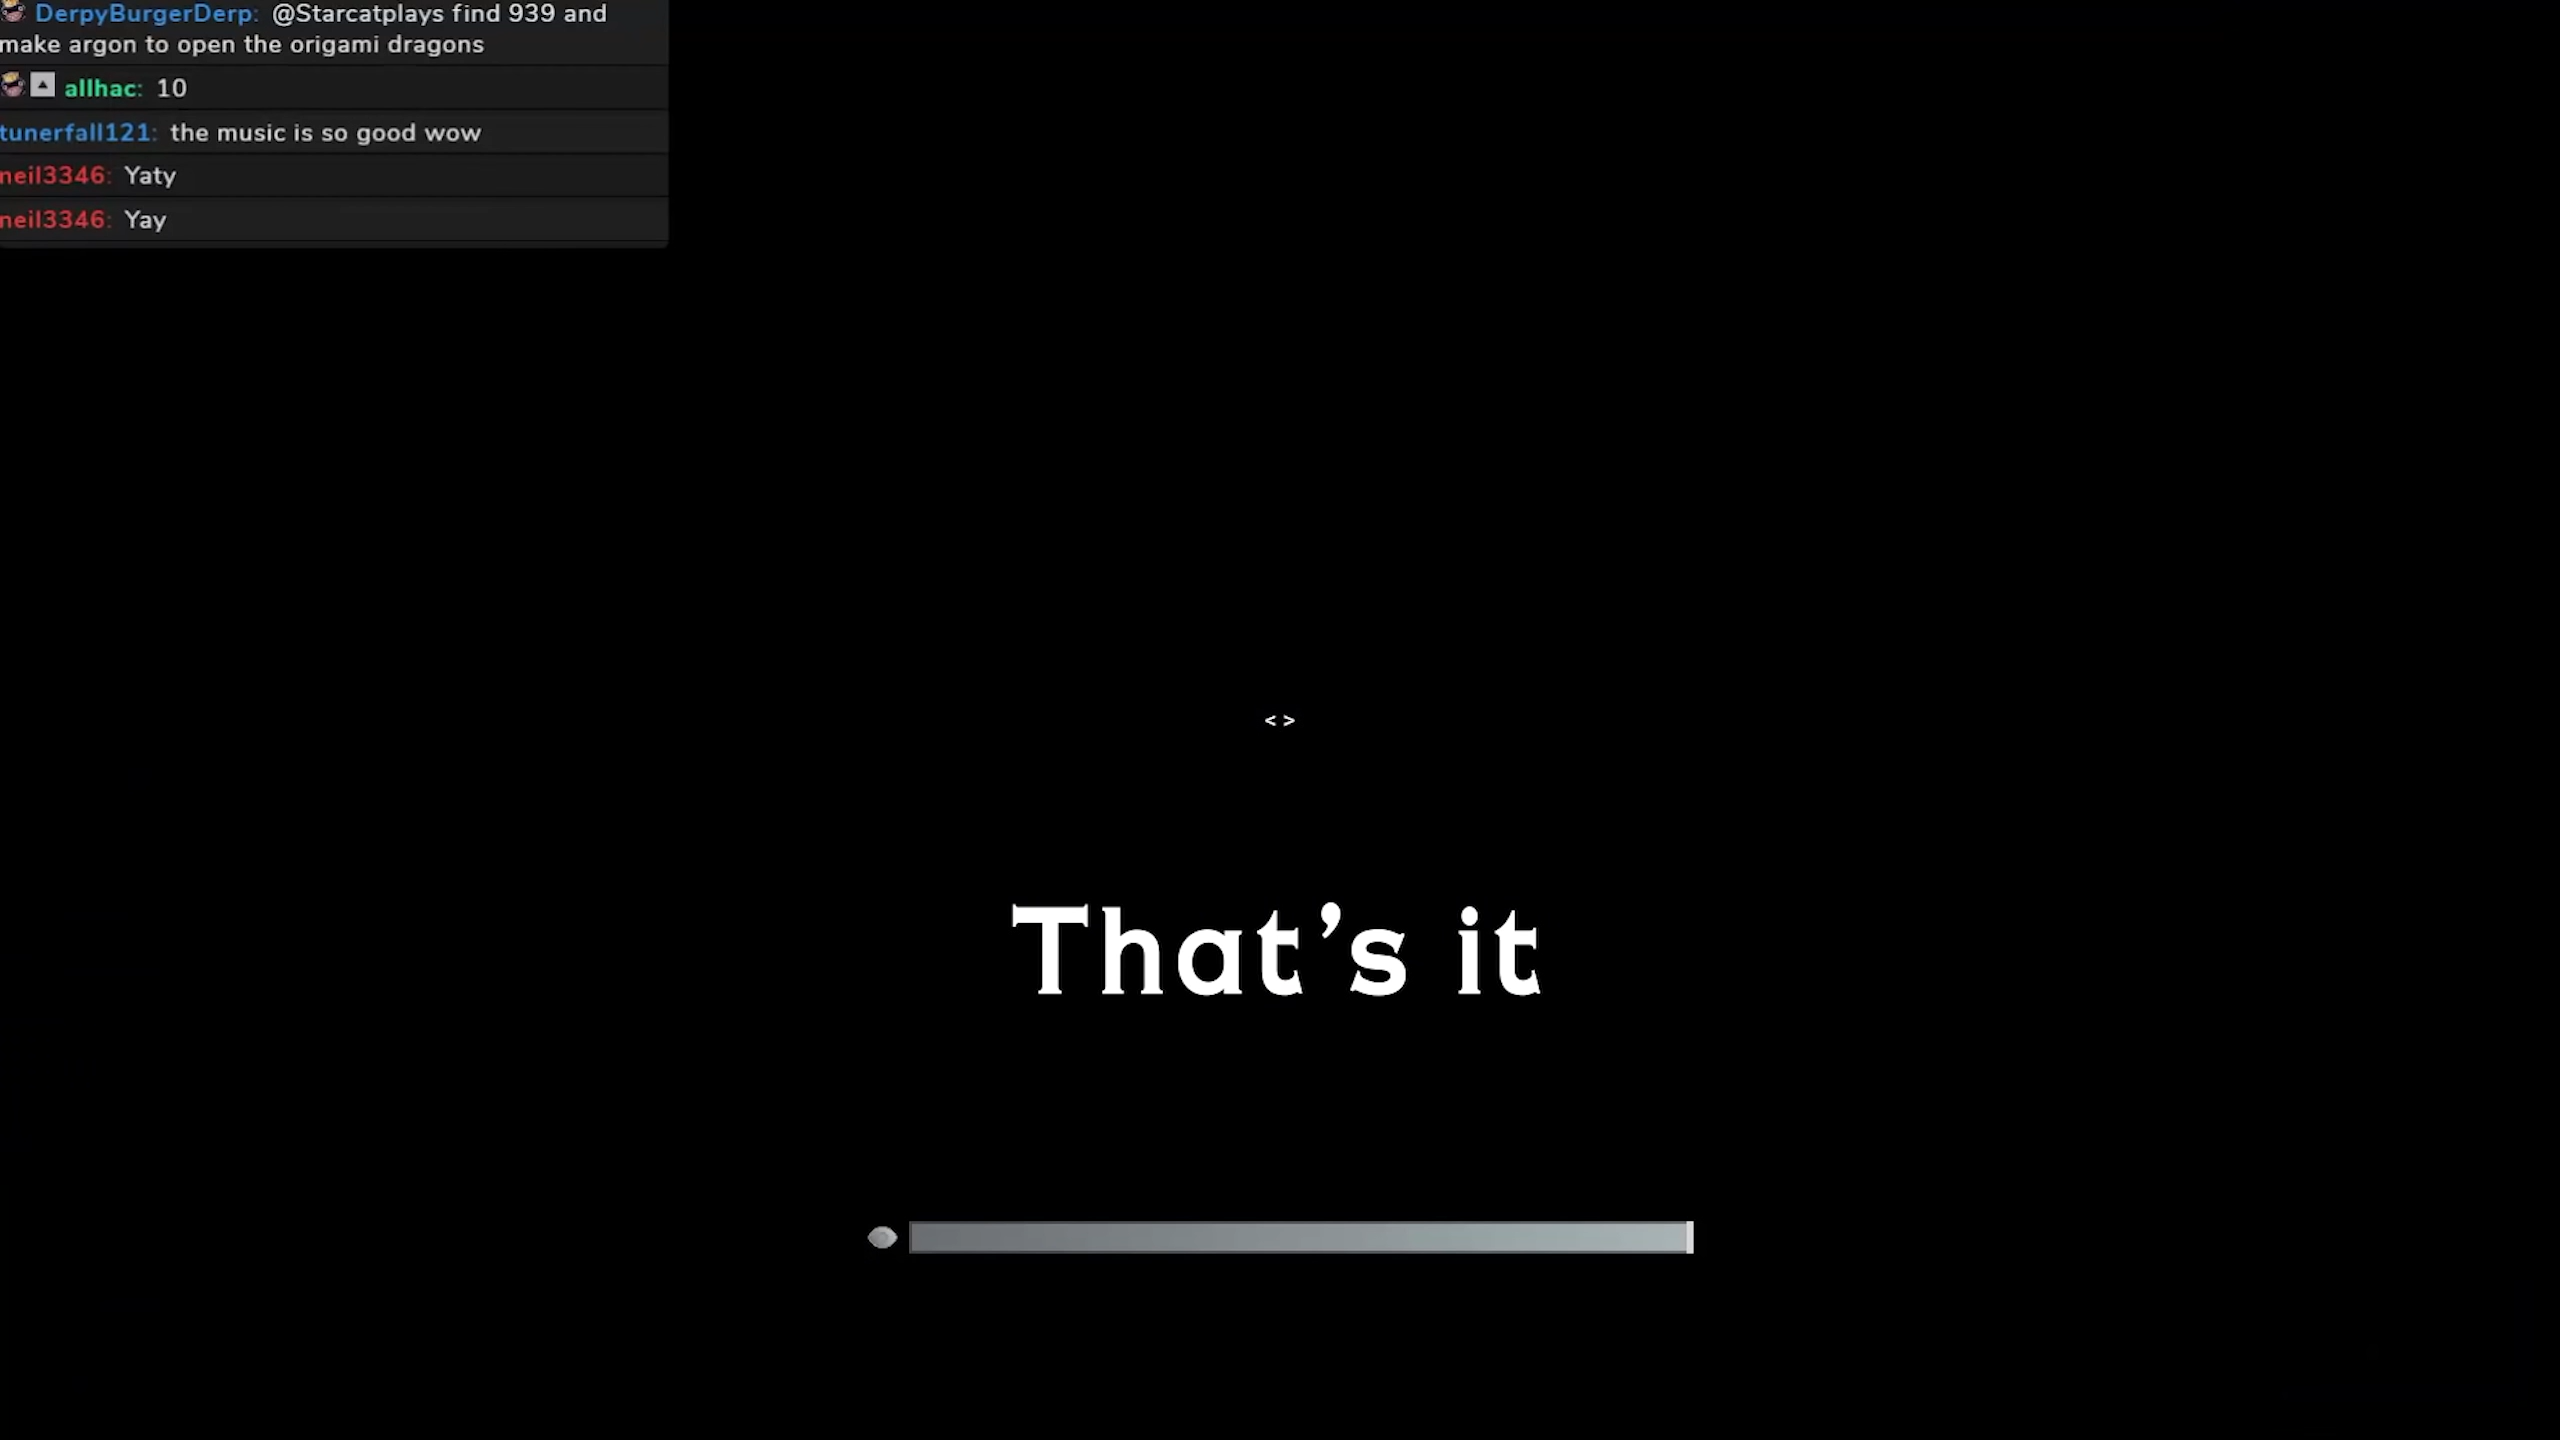 DerpyBurgerDerp: @Starcatplays find 939 and
make argon to open the origami dragons
allhac: 10
tunerfall121: the music is so good wow
neil3346: Yaty
neil3346: Yay
< >
That’s it